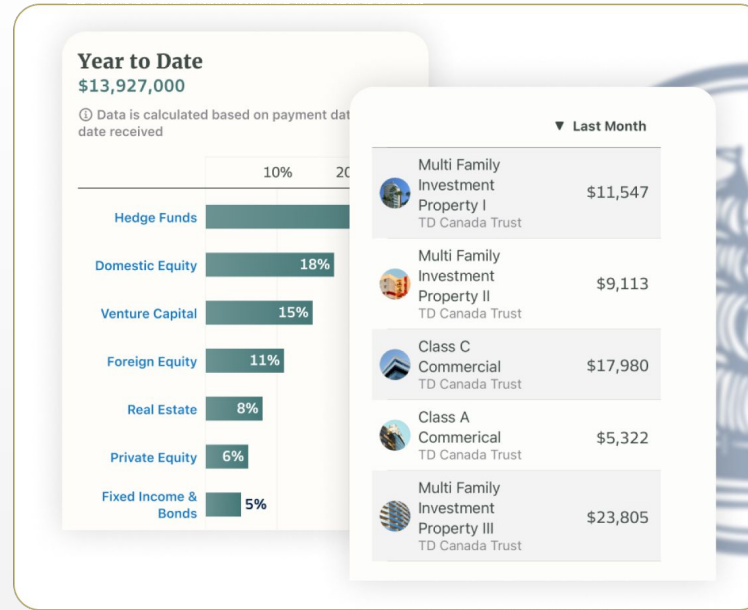 Year to Date
$13,927,000
ⓘ Data is calculated based on payment
date received
10%
Hedge Funds
Domestic Equity 18%
Venture Capital 15%
Foreign Equity 11%
Real Estate 8%
Private Equity 6%
Fixed Income &
Bonds 5%
▼ Last Month
Multi Family
Investment
Property I
TD Canada Trust
$11,547
Multi Family
Investment
Property II
TD Canada Trust
$9,113
Class C
Commercial
TD Canada Trust
$17,980
Class A
Commerical
TD Canada Trust
$5,322
Multi Family
Investment
Property III
TD Canada Trust
$23,805